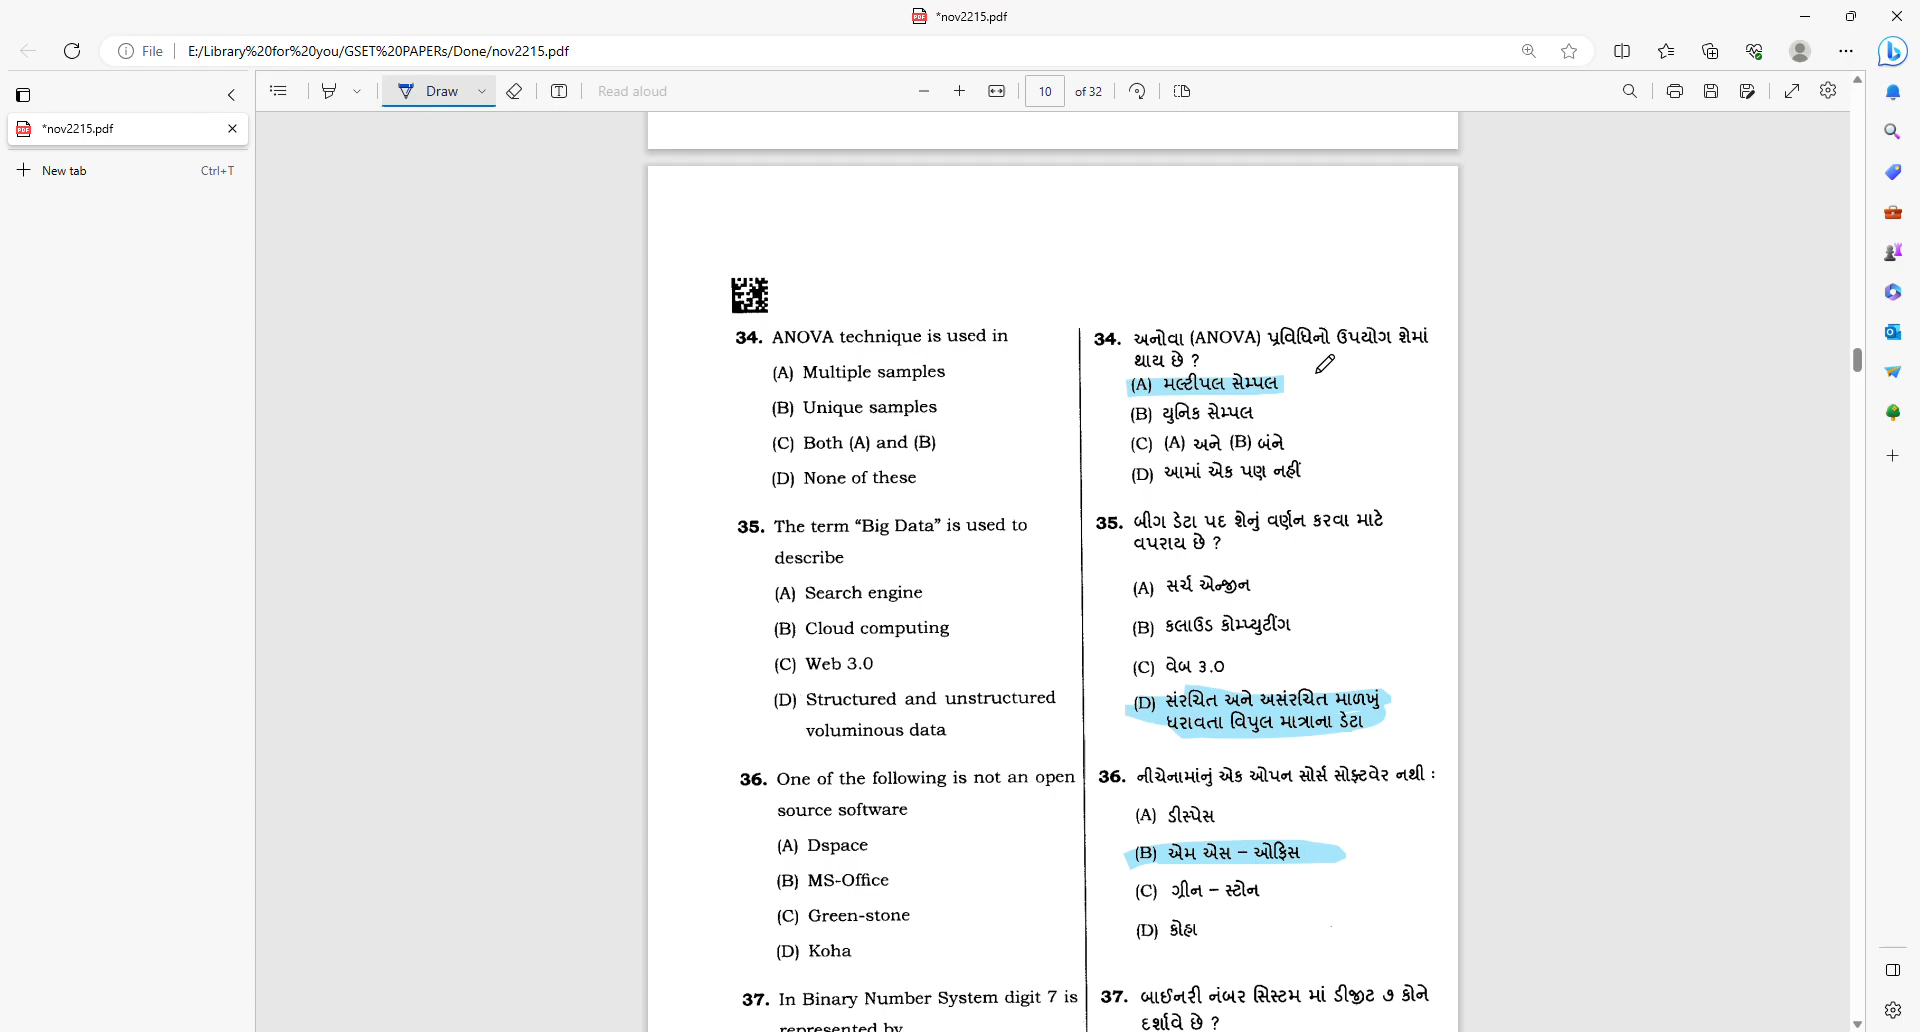 *nov2215.pdf
File
E:/Library%20for%20you/GSET%20PAPERs/Done/nov2215.pdf
*nov2215.pdf
New tab
Ctrl+T
Draw
Read aloud
10
of 32
34. ANOVA technique is used in
(A) Multiple samples
(B) Unique samples
(C) Both (A) and (B)
(D) None of these
35. The term “Big Data” is used to
describe
(A) Search engine
(B) Cloud computing
(C) Web 3.0
(D) Structured and unstructured
voluminous data
36. One of the following is not an open
source software
(A) Dspace
(B) MS-Office
(C) Green-stone
(D) Koha
37. In Binary Number System digit 7 is
represented by
34. અનોવા (ANOVA) પ્રવિધિનો ઉપયોગ શેમાં
થાય છે ?
(A) મલ્ટીપલ સેમ્પલ
(B) યુનિક સેમ્પલ
(C) (A) અને (B) બંને
(D) આમાં એક પણ નહીં
35. બીગ ડેટા પદ શેનું વર્ણન કરવા માટે
વપરાય છે ?
(A) સર્ચ એન્જીન
(B) કલાઉડ કોમ્પ્યુટીંગ
(C) વેબ ૩.૦
(D) સંરચિત અને અસંરચિત માળખું
ધરાવતા વિપુલ માત્રાના ડેટા
36. નીચેનામાંનું એક ઓપન સોર્સ સોફ્ટવેર નથી :
(A) ડીસ્પેસ
(B) એમ એસ – ઓફિસ
(C) ગ્રીન – સ્ટોન
(D) કોહા
37. બાઈનરી નંબર સિસ્ટમ માં ડીજીટ ૭ કોને
દર્શાવે છે ?